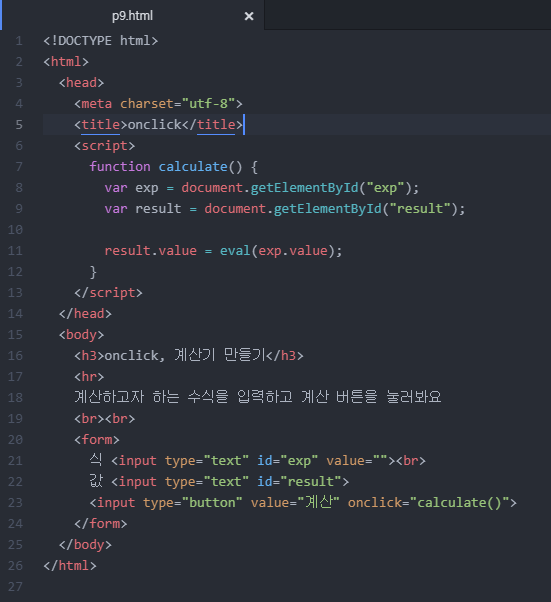 p9.html ×
1 <!DOCTYPE html>
2 <html>
3   <head>
4     <meta charset="utf-8">
5     <title>onclick</title>
6     <script>
7       function calculate() {
8         var exp = document.getElementById("exp");
9         var result = document.getElementById("result");
10
11         result.value = eval(exp.value);
12       }
13     </script>
14   </head>
15   <body>
16     <h3>onclick, 계산기 만들기</h3>
17     <hr>
18     계산하고자 하는 수식을 입력하고 계산 버튼을 눌러봐요
19     <br><br>
20     <form>
21       식 <input type="text" id="exp" value=""><br>
22       값 <input type="text" id="result">
23       <input type="button" value="계산" onclick="calculate()">
24     </form>
25   </body>
26 </html>
27